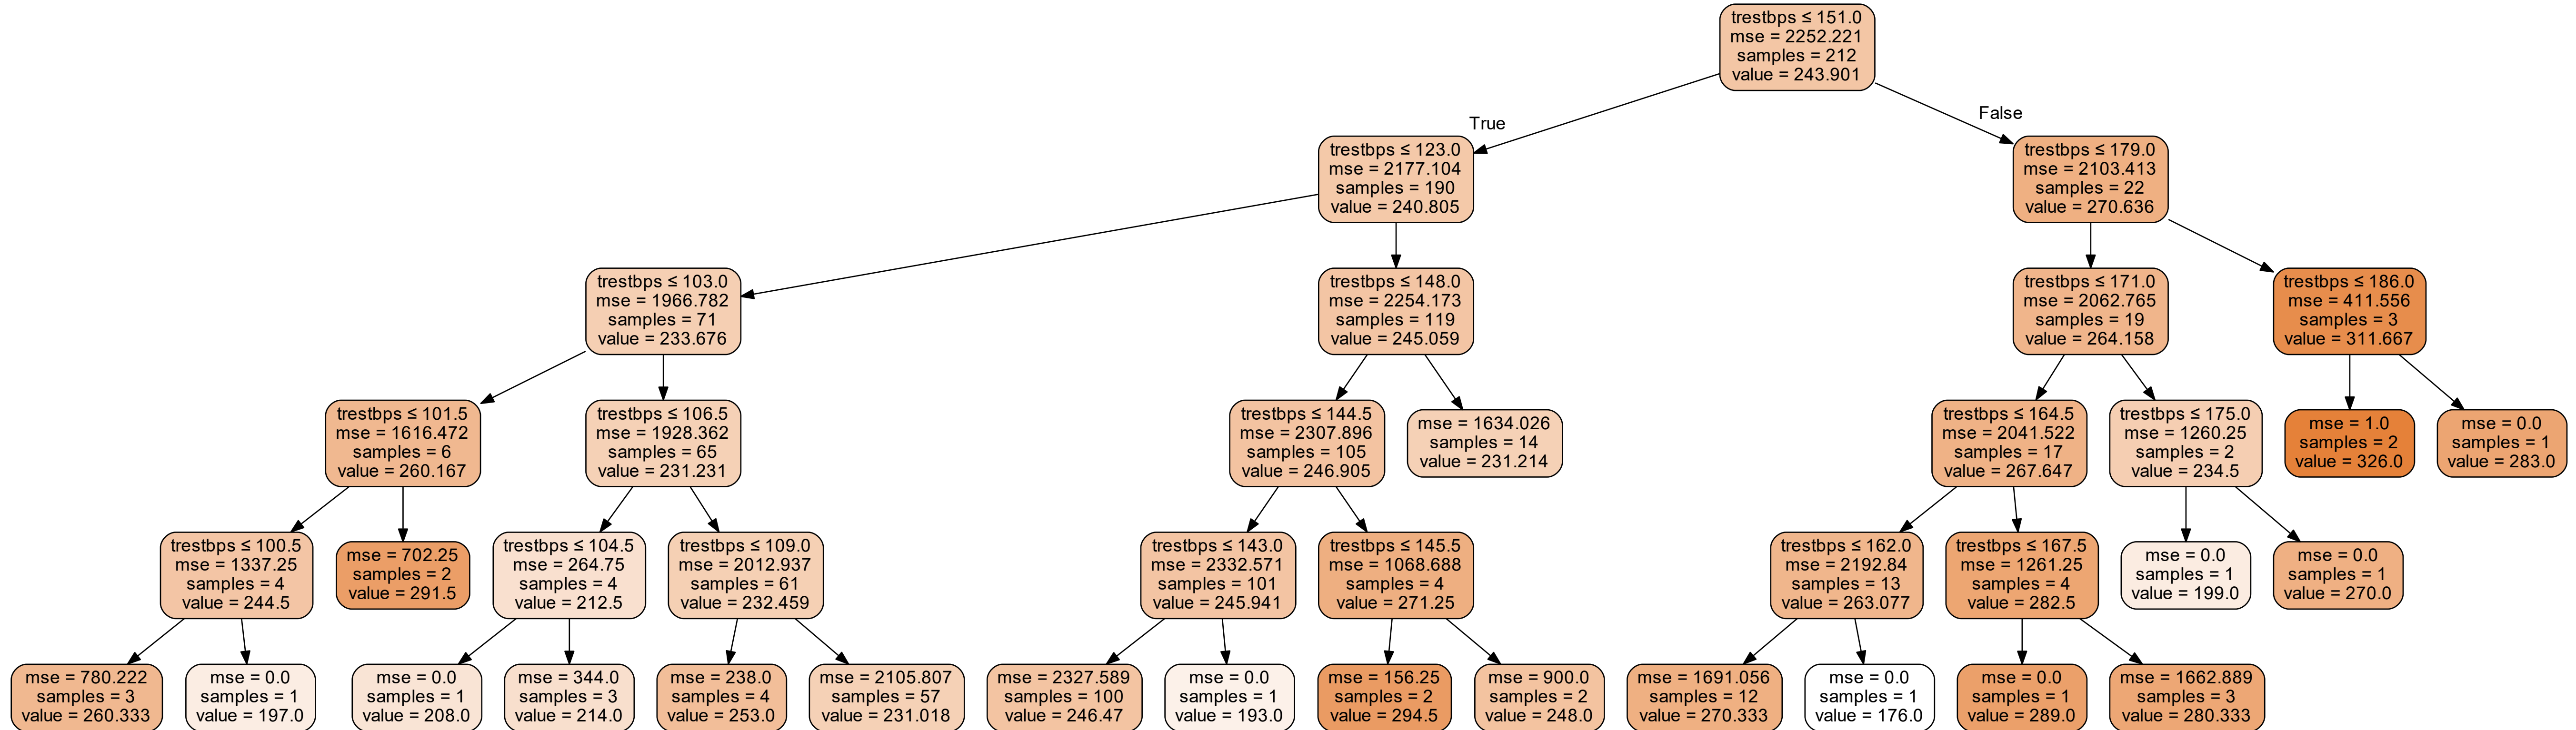 trestbps ≤ 151.0
mse = 2252.221
samples = 212
value = 243.901
True
False
trestbps ≤ 123.0
mse = 2177.104
samples = 190
value = 240.805
trestbps ≤ 179.0
mse = 2103.413
samples = 22
value = 270.636
trestbps ≤ 103.0
mse = 1966.782
samples = 71
value = 233.676
trestbps ≤ 148.0
mse = 2254.173
samples = 119
value = 245.059
trestbps ≤ 171.0
mse = 2062.765
samples = 19
value = 264.158
trestbps ≤ 186.0
mse = 411.556
samples = 3
value = 311.667
trestbps ≤ 101.5
mse = 1616.472
samples = 6
value = 260.167
trestbps ≤ 106.5
mse = 1928.362
samples = 65
value = 231.231
trestbps ≤ 144.5
mse = 2307.896
samples = 105
value = 246.905
mse = 1634.026
samples = 14
value = 231.214
trestbps ≤ 164.5
mse = 2041.522
samples = 17
value = 267.647
trestbps ≤ 175.0
mse = 1260.25
samples = 2
value = 234.5
mse = 1.0
samples = 2
value = 326.0
mse = 0.0
samples = 1
value = 283.0
trestbps ≤ 100.5
mse = 1337.25
samples = 4
value = 244.5
mse = 702.25
samples = 2
value = 291.5
trestbps ≤ 104.5
mse = 264.75
samples = 4
value = 212.5
trestbps ≤ 109.0
mse = 2012.937
samples = 61
value = 232.459
trestbps ≤ 143.0
mse = 2332.571
samples = 101
value = 245.941
trestbps ≤ 145.5
mse = 1068.688
samples = 4
value = 271.25
trestbps ≤ 162.0
mse = 2192.84
samples = 13
value = 263.077
trestbps ≤ 167.5
mse = 1261.25
samples = 4
value = 282.5
mse = 0.0
samples = 1
value = 199.0
mse = 0.0
samples = 1
value = 270.0
mse = 780.222
samples = 3
value = 260.333
mse = 0.0
samples = 1
value = 197.0
mse = 0.0
samples = 1
value = 208.0
mse = 344.0
samples = 3
value = 214.0
mse = 238.0
samples = 4
value = 253.0
mse = 2105.807
samples = 57
value = 231.018
mse = 2327.589
samples = 100
value = 246.47
mse = 0.0
samples = 1
value = 193.0
mse = 156.25
samples = 2
value = 294.5
mse = 900.0
samples = 2
value = 248.0
mse = 1691.056
samples = 12
value = 270.333
mse = 0.0
samples = 1
value = 176.0
mse = 0.0
samples = 1
value = 289.0
mse = 1662.889
samples = 3
value = 280.333